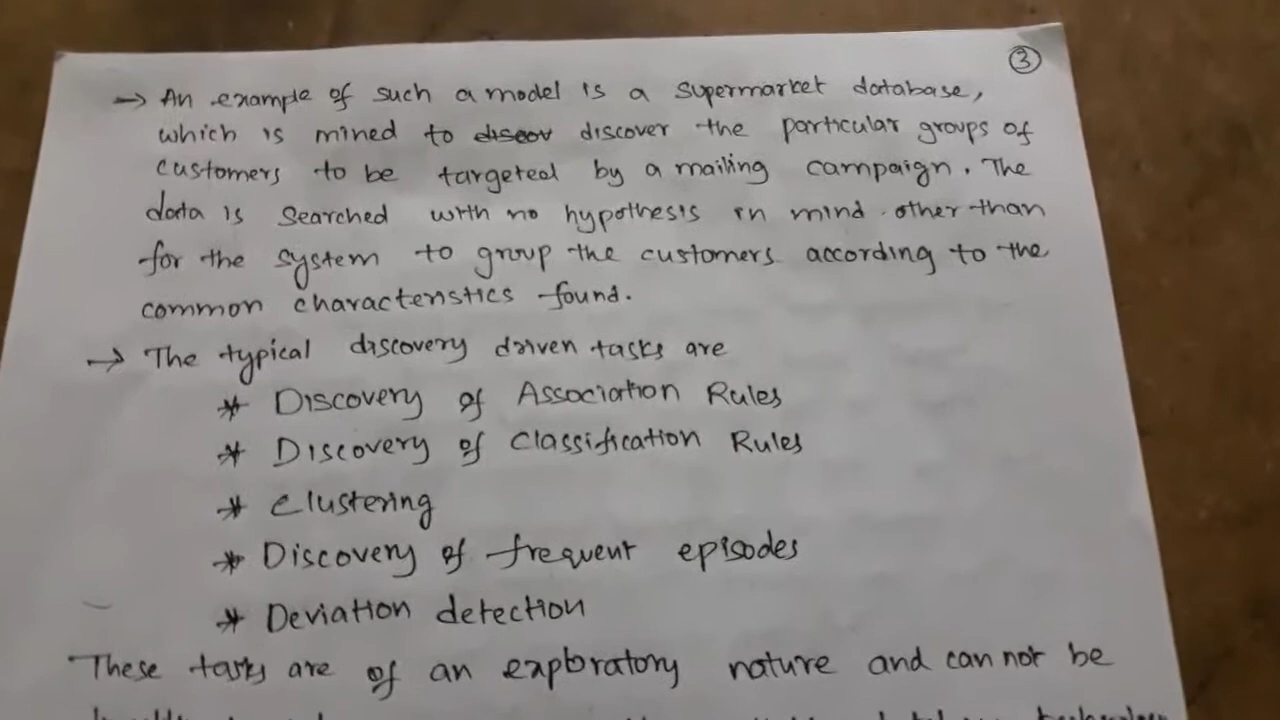 ③
→ An example of such a model is a supermarket database,
which is mined to discov discover the particular groups of
customers to be targeted by a mailing campaign. The
data is searched with no hypothesis in mind other than
for the system to group the customers according to the
common characteristics found.
→ The typical discovery driven tasks are
* Discovery of Association Rules
* Discovery of Classification Rules
* Clustering
* Discovery of frequent episodes
* Deviation detection
These tasks are of an exploratory nature and can not be